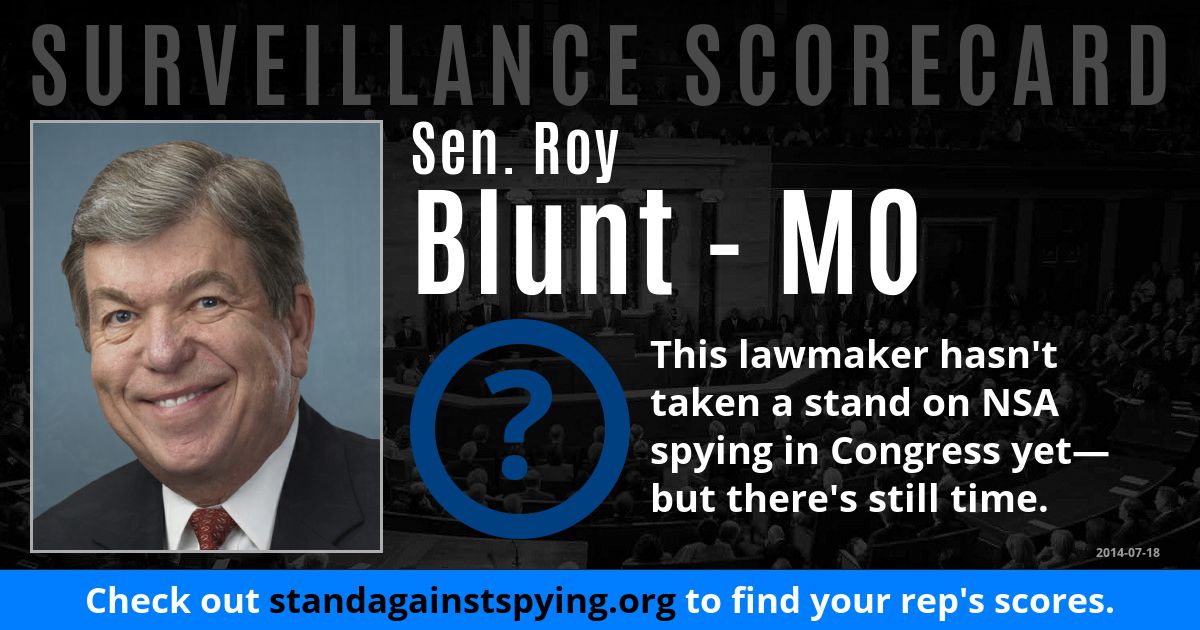 SURVEILLANCE SCORECARD
Sen. Roy
Blunt - MO
?
This lawmaker hasn't
taken a stand on NSA
spying in Congress yet—
but there's still time.
2014-07-18
Check out standagainstspying.org to find your rep's scores.